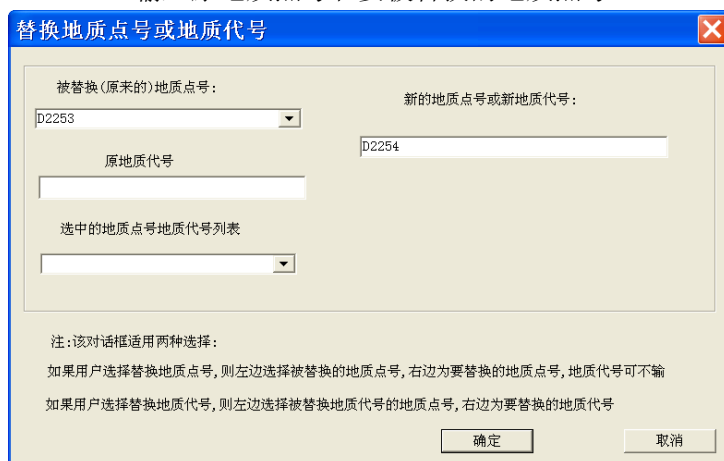 替换地质点号或地质代号
被替换(原来的)地质点号:
D2253
新的地质点号或新地质代号:
D2254
原地质代号
选中的地质点号地质代号列表
注:该对话框适用两种选择:
如果用户选择替换地质点号,则左边选择被替换的地质点号,右边为要替换的地质点号,地质代号可不输
如果用户选择替换地质代号,则左边选择被替换地质代号的地质点号,右边为要替换的地质代号
确定
取消